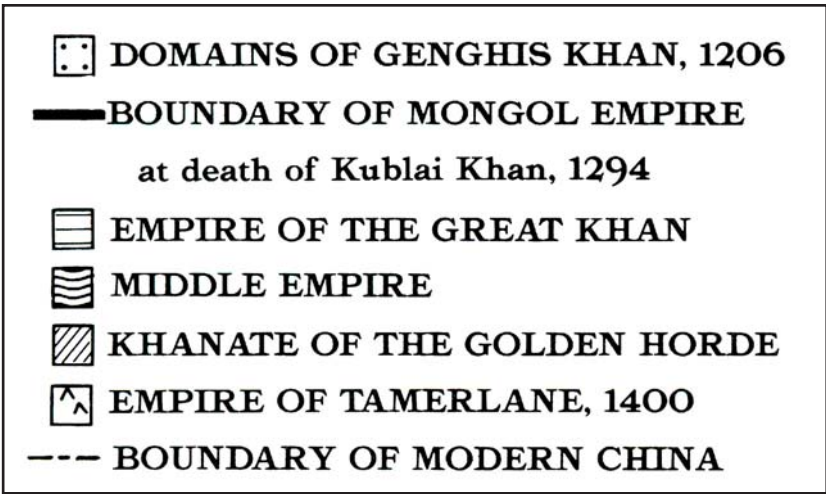 DOMAINS OF GENGHIS KHAN, 1206
BOUNDARY OF MONGOL EMPIRE
at death of Kublai Khan, 1294
EMPIRE OF THE GREAT KHAN
MIDDLE EMPIRE
KHANATE OF THE GOLDEN HORDE
EMPIRE OF TAMERLANE, 1400
BOUNDARY OF MODERN CHINA